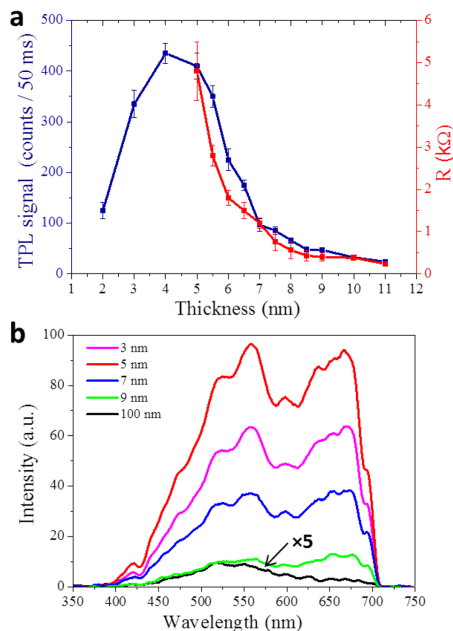 a
TPL signal (counts / 50 ms)
500
400
300
200
100
0
6
5
4
3
2
1
0
R (kΩ)
1 2 3 4 5 6 7 8 9 10 11 12
Thickness (nm)
b
Intensity (a.u.)
100
80
60
40
20
0
3 nm
5 nm
7 nm
9 nm
100 nm
×5
350 400 450 500 550 600 650 700 750
Wavelength (nm)